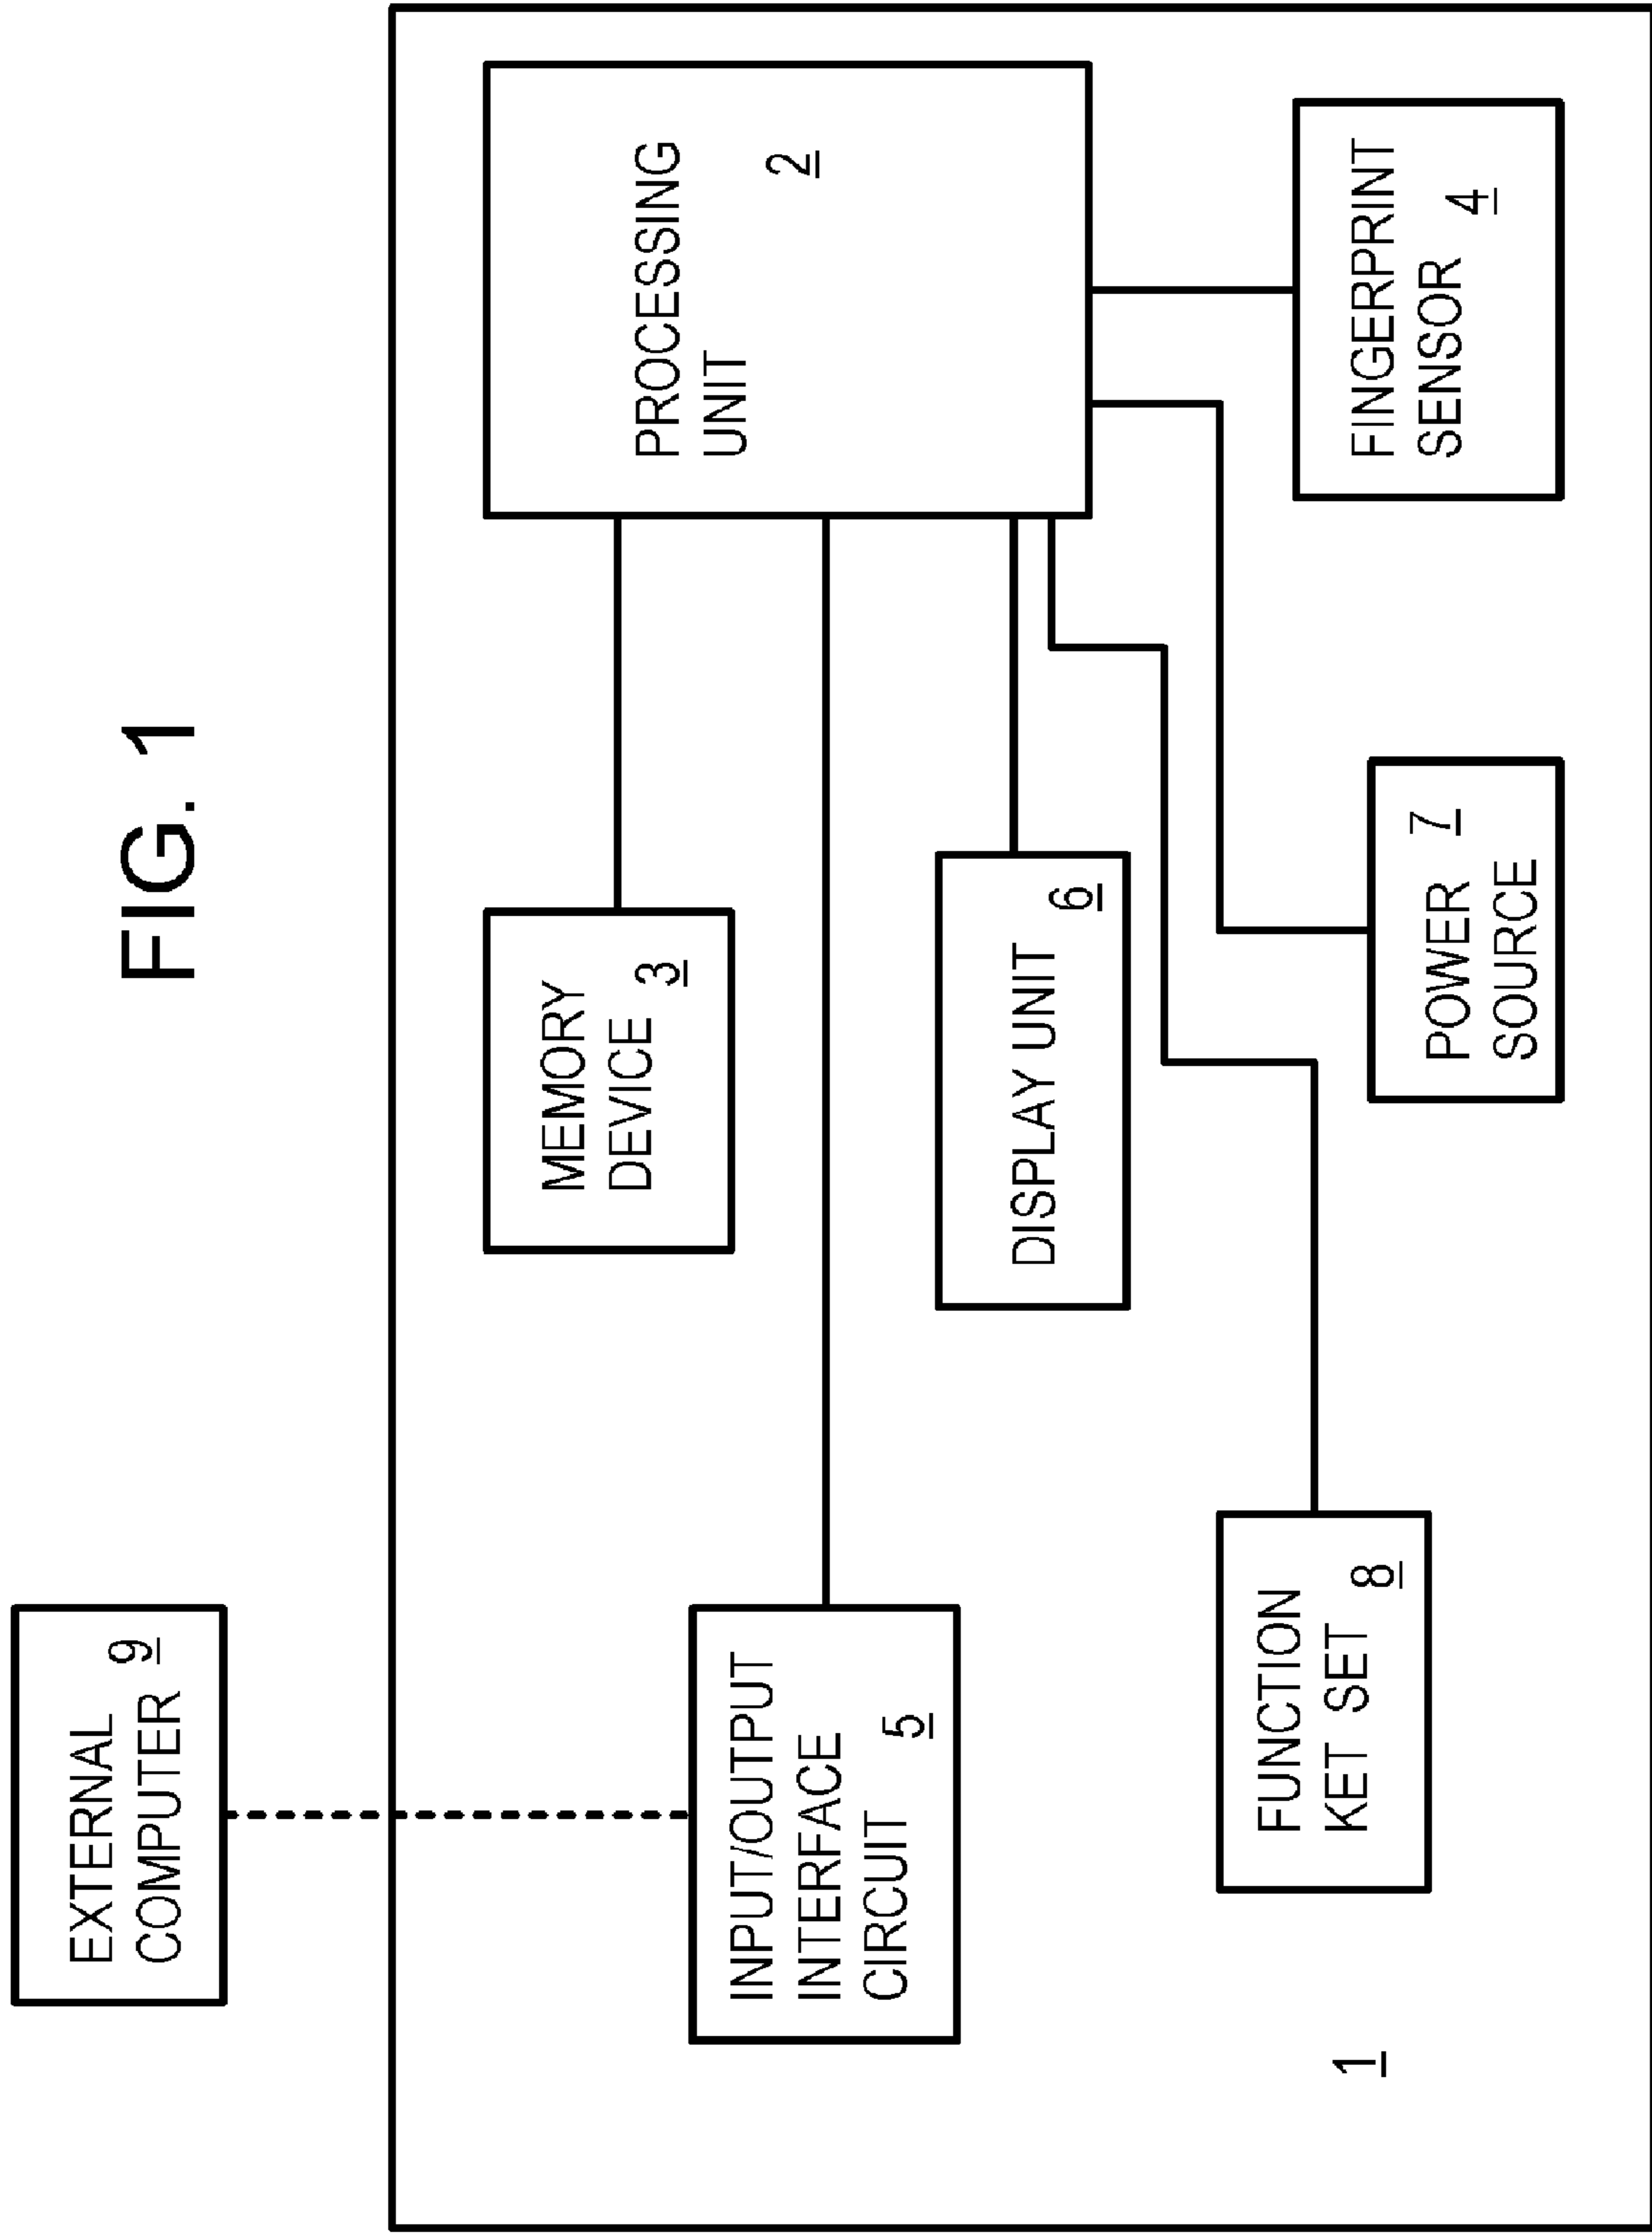 FIG. 1
EXTERNAL
COMPUTER 9
MEMORY
DEVICE 3
PROCESSING
UNIT
2
INPUT/OUTPUT
INTERFACE
CIRCUIT 5
DISPLAY UNIT
6
FUNCTION
KET SET 8
POWER 7
SOURCE
FINGERPRINT
SENSOR 4
1